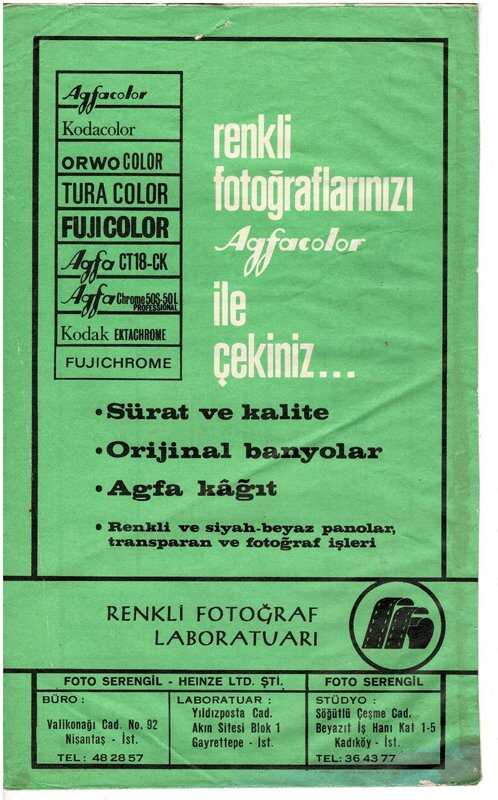 Agfacolor
Kodacolor
ORWO COLOR
TURA COLOR
FUJICOLOR
Agfa CT18-CK
Agfa Chrome 50S-50L
PROFESSIONAL
Kodak EKTACHROME
FUJICHROME
renkli
fotoğraflarınızı
Agfacolor
ile
çekiniz...
• Sürat ve kalite
• Orijinal banyolar
• Agfa kâğıt
• Renkli ve siyah-beyaz panolar,
transparan ve fotoğraf işleri
RENKLİ FOTOĞRAF
LABORATUARI
FOTO SERENGİL - HEINZE LTD. ŞTİ.
BÜRO :
Valikonağı Cad. No. 92
Nişantaş - İst.
TEL: 48 28 57
LABORATUAR :
Yıldızposta Cad.
Akın Sitesi Blok 1
Gayrettepe - İst.
FOTO SERENGİL
STÜDYO :
Söğütlü Çeşme Cad.
Beyazıt İş Hanı Kat 1-5
Kadıköy - İst.
TEL: 36 43 77